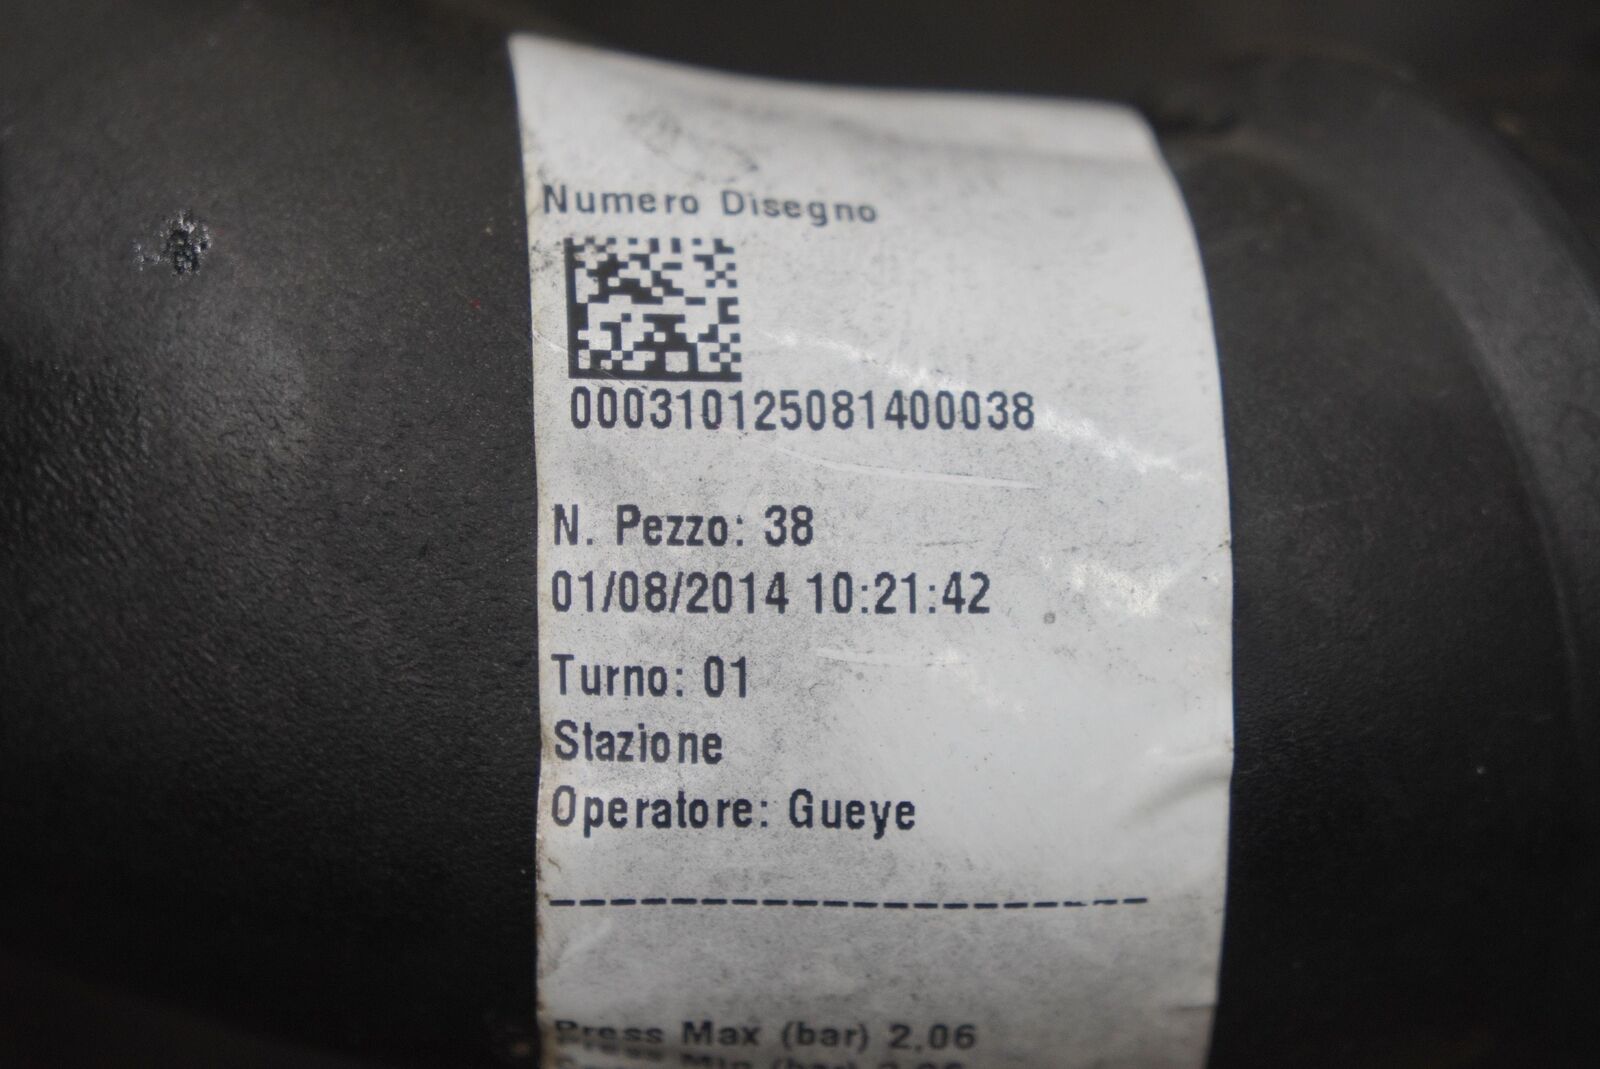 Numero Disegno
000310125081400038
N. Pezzo: 38
01/08/2014 10:21:42
Turno: 01
Stazione
Operatore: Gueye
Press Max (bar) 2.06